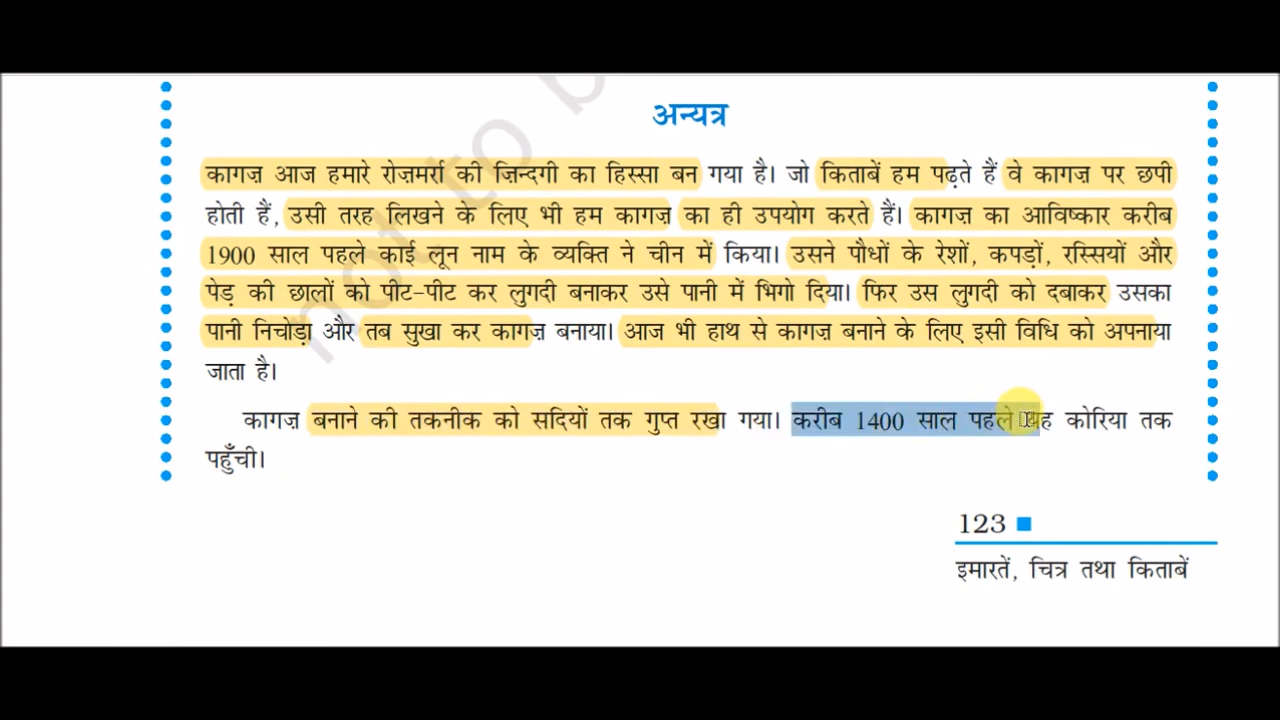 अन्यत्र
कागज़ आज हमारे रोज़मर्रा की ज़िन्दगी का हिस्सा बन गया है। जो किताबें हम पढ़ते हैं वे कागज़ पर छपी
होती हैं, उसी तरह लिखने के लिए भी हम कागज़ का ही उपयोग करते हैं। कागज़ का आविष्कार करीब
1900 साल पहले काई लून नाम के व्यक्ति ने चीन में किया। उसने पौधों के रेशों, कपड़ों, रस्सियों और
पेड़ की छालों को पीट-पीट कर लुगदी बनाकर उसे पानी में भिगो दिया। फिर उस लुगदी को दबाकर उसका
पानी निचोड़ा और तब सुखा कर कागज़ बनाया। आज भी हाथ से कागज़ बनाने के लिए इसी विधि को अपनाया
जाता है।
कागज़ बनाने की तकनीक को सदियों तक गुप्त रखा गया। करीब 1400 साल पहले यह कोरिया तक
पहुँची।
123
इमारतें, चित्र तथा किताबें
not to b